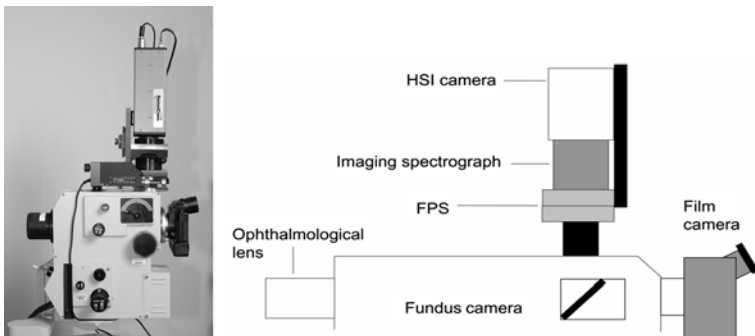 HSI camera
Imaging spectrograph
FPS
Film
camera
Ophthalmological
lens
Fundus camera